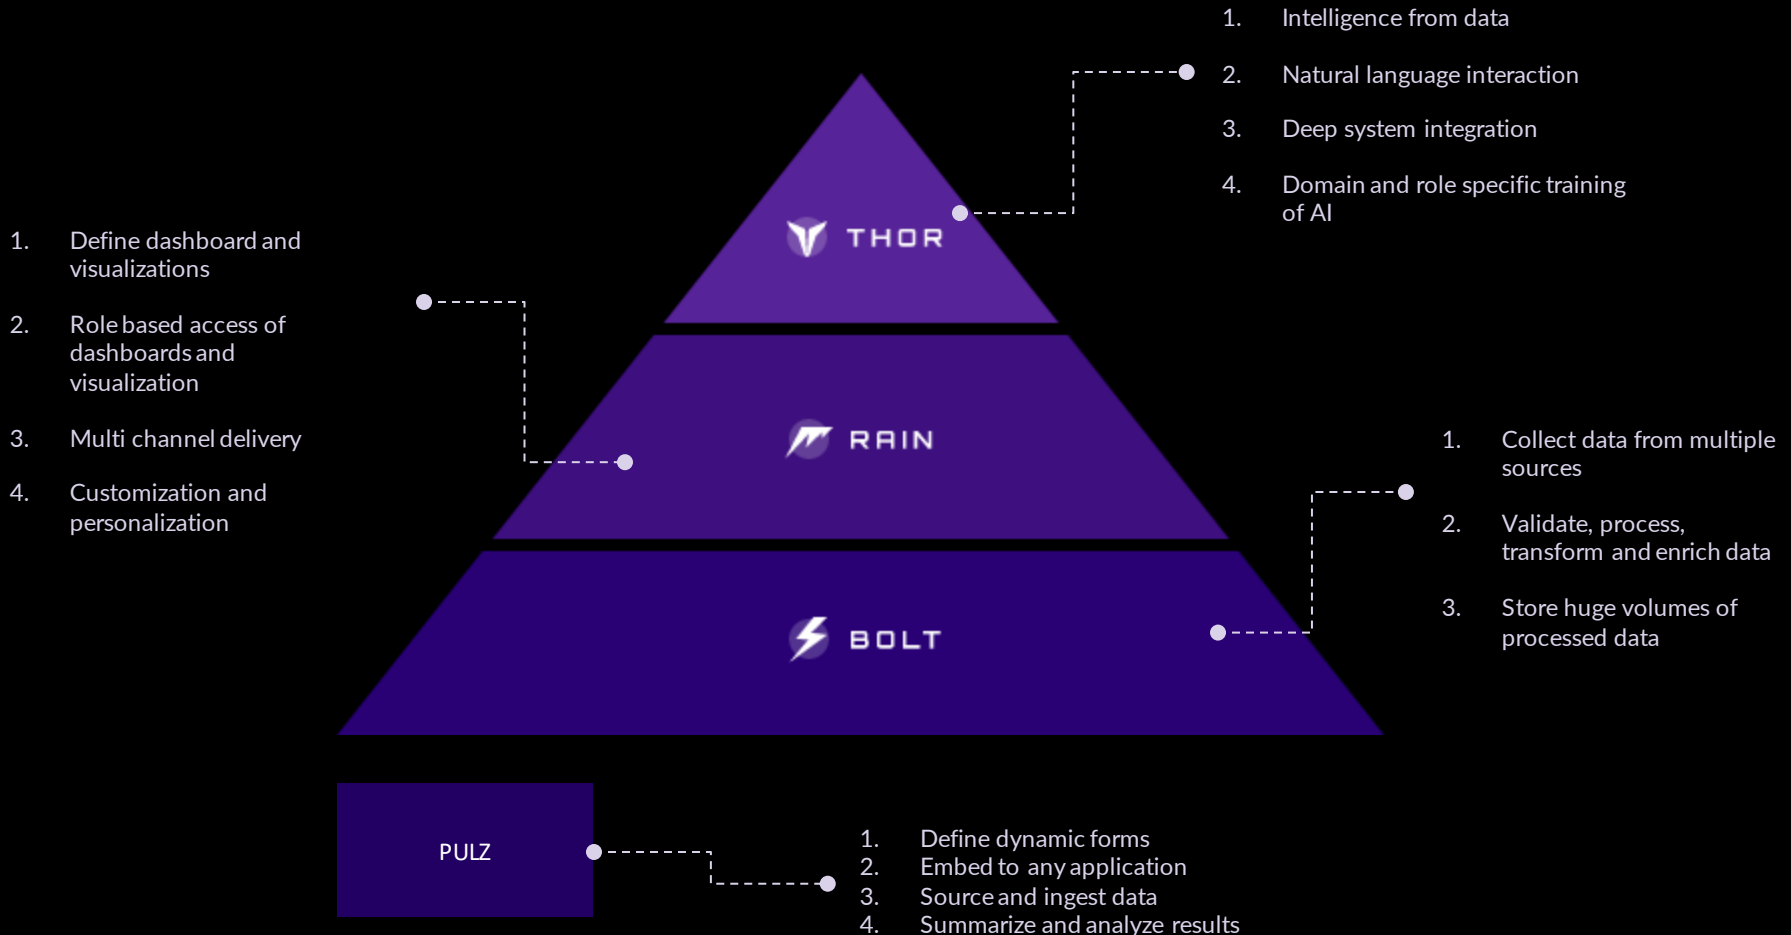 1. Intelligence from data
2. Natural language interaction
3. Deep system integration
4. Domain and role specific training
of AI
THOR
1. Define dashboard and
visualizations
2. Role based access of
dashboards and
visualization
3. Multi channel delivery
4. Customization and
personalization
RAIN
1. Collect data from multiple
sources
2. Validate, process,
transform and enrich data
3. Store huge volumes of
processed data
BOLT
PULZ
1. Define dynamic forms
2. Embed to any application
3. Source and ingest data
4. Summarize and analyze results